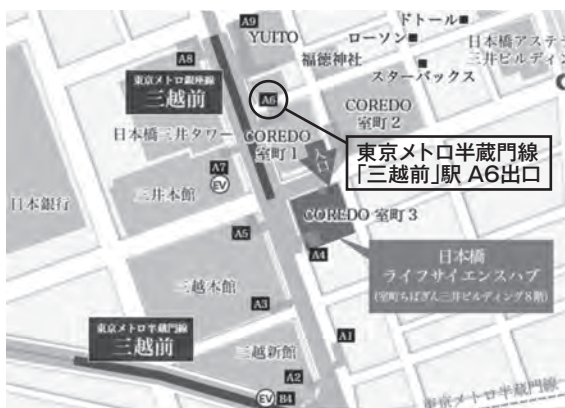 A9
YUITO
ドトール
ローソン
福徳神社
スターバックス
日本橋アステラ
三井ビルディン
A8
東京メトロ銀座線
三越前
A6
COREDO
室町2
日本橋三井タワー
COREDO
室町1
入口
東京メトロ半蔵門線
「三越前」駅 A6出口
A7
EV
三井本館
日本銀行
COREDO 室町3
A5
A4
日本橋
ライフサイエンスハブ
(室町ちばぎん三井ビルディング8階)
三越本館
A3
東京メトロ半蔵門線
三越前
A1
三越新館
A2
EV
B4
東京メトロ半蔵門線